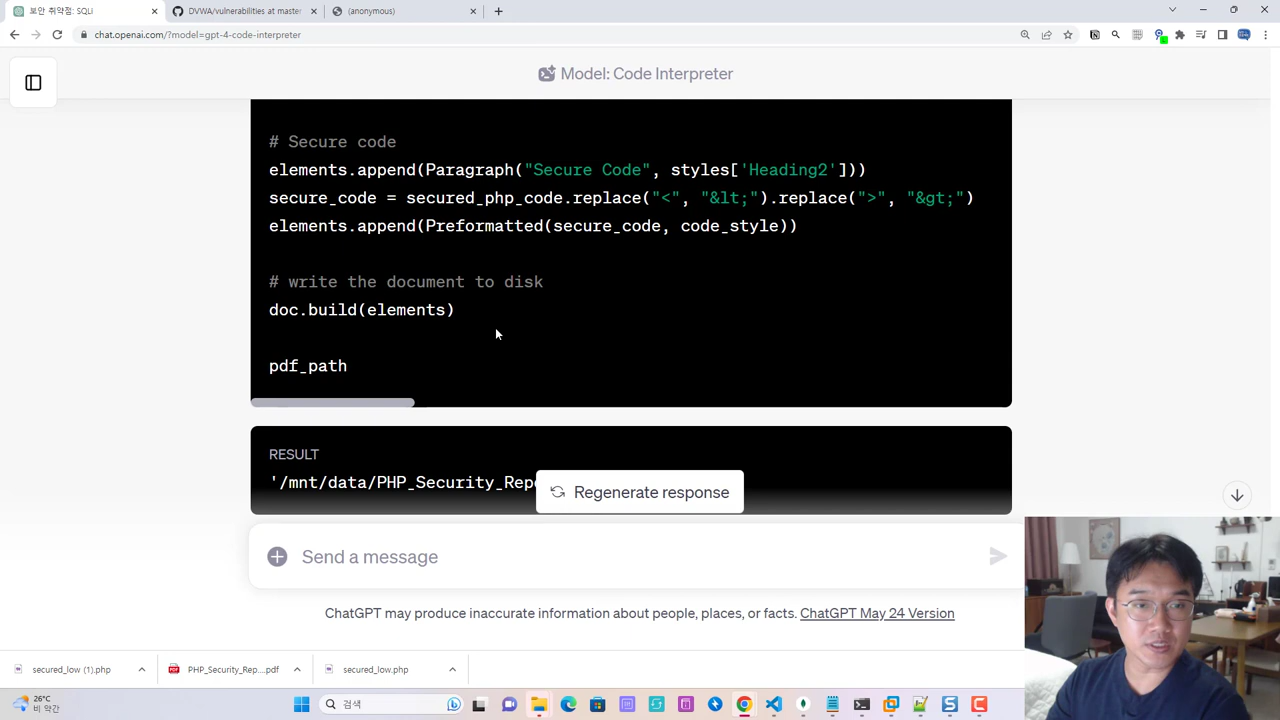 보안 취약점: SQLi
DVWA/vulnerabilities at master
(anonymous)
chat.openai.com/?model=gpt-4-code-interpreter
Model: Code Interpreter
# Secure code
elements.append(Paragraph("Secure Code", styles['Heading2']))
secure_code = secured_php_code.replace("<", "&lt;").replace(">", "&gt;")
elements.append(Preformatted(secure_code, code_style))
# write the document to disk
doc.build(elements)
pdf_path
RESULT
'/mnt/data/PHP_Security_Repo
Regenerate response
Send a message
ChatGPT may produce inaccurate information about people, places, or facts. ChatGPT May 24 Version
secured_low (1).php
PHP_Security_Rep....pdf
secured_low.php
26°C
비 약간
검색